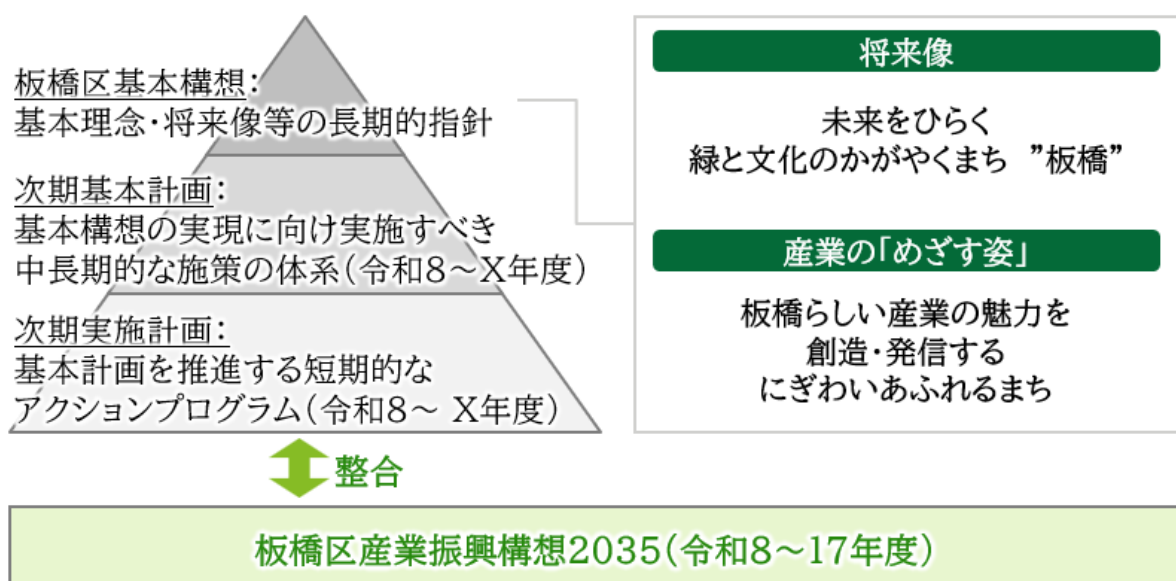 板橋区基本構想：
基本理念・将来像等の長期的指針
次期基本計画：
基本構想の実現に向け実施すべき
中長期的な施策の体系（令和８～Ｘ年度）
次期実施計画：
基本計画を推進する短期的な
アクションプログラム（令和８～ Ｘ年度）
将来像
未来をひらく
緑と文化のかがやくまち ”板橋”
産業の「めざす姿」
板橋らしい産業の魅力を
創造・発信する
にぎわいあふれるまち
整合
板橋区産業振興構想2035（令和８～17年度）